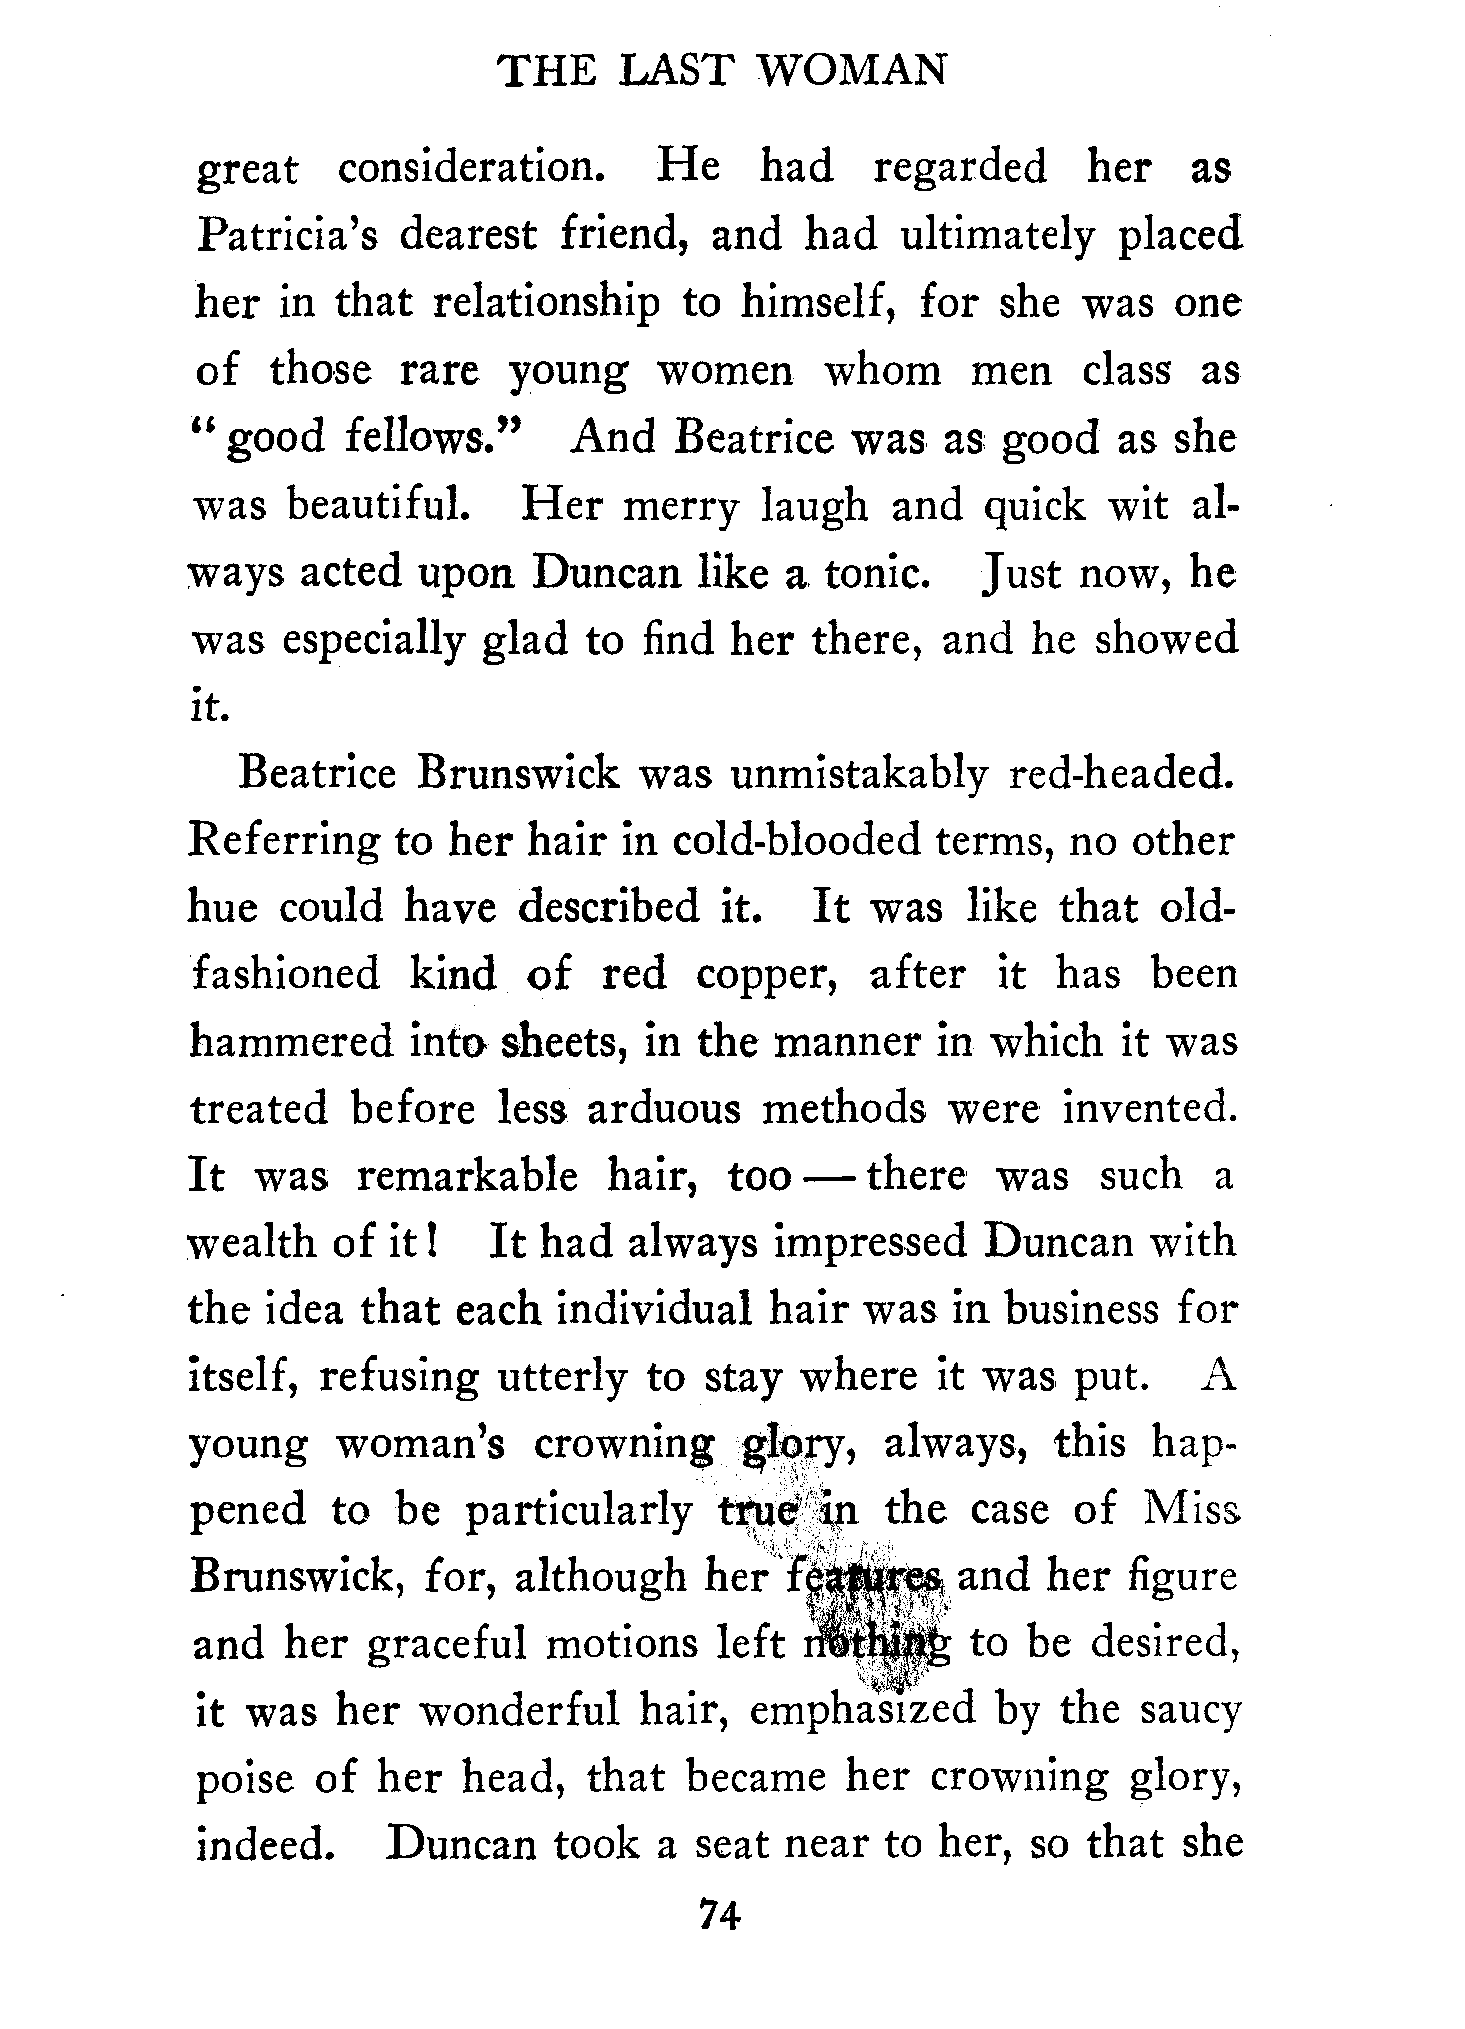 THE LAST WOMAN
great consideration. He had regarded her as
Patricia's dearest friend, and had ultimately placed
her in that relationship to himself, for she was one
of those rare young women whom men class as
"good fellows." And Beatrice was as good as she
was beautiful. Her merry laugh and quick wit al-
ways acted upon Duncan like a tonic. Just now, he
was especially glad to find her there, and he showed
it.
Beatrice Brunswick was unmistakably red-headed.
Referring to her hair in cold-blooded terms, no other
hue could have described it. It was like that old-
fashioned kind of red copper, after it has been
hammered into sheets, in the manner in which it was
treated before less arduous methods were invented.
It was remarkable hair, too — there was such a
wealth of it! It had always impressed Duncan with
the idea that each individual hair was in business for
itself, refusing utterly to stay where it was put. A
young woman's crowning glory, always, this hap-
pened to be particularly true in the case of Miss
Brunswick, for, although her features and her figure
and her graceful motions left nothing to be desired,
it was her wonderful hair, emphasized by the saucy
poise of her head, that became her crowning glory,
indeed. Duncan took a seat near to her, so that she
74